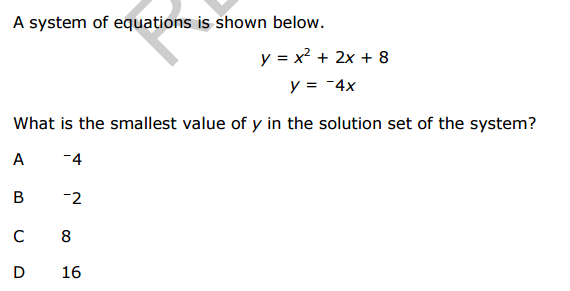 A system of equations is shown below.
y = x² + 2x + 8
y = ⁻4x
What is the smallest value of y in the solution set of the system?
A ⁻4
B ⁻2
C 8
D 16